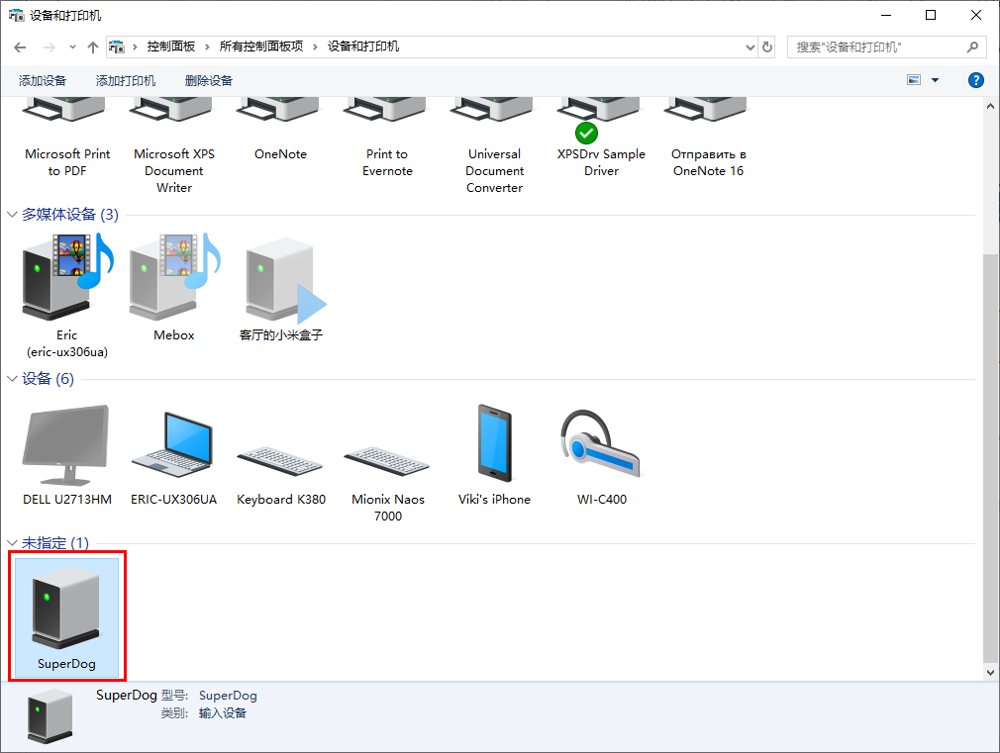 设备和打印机
控制面板 › 所有控制面板项 › 设备和打印机
搜索"设备和打印机"
添加设备 添加打印机 删除设备
Microsoft Print
to PDF
Microsoft XPS
Document
Writer
OneNote
Print to
Evernote
Universal
Document
Converter
XPSDrv Sample
Driver
Отправить в
OneNote 16
多媒体设备 (3)
Eric
(eric-ux306ua)
Mebox
客厅的小米盒子
设备 (6)
DELL U2713HM
ERIC-UX306UA
Keyboard K380
Mionix Naos
7000
Viki's iPhone
WI-C400
未指定 (1)
SuperDog
SuperDog 型号: SuperDog
类别: 输入设备